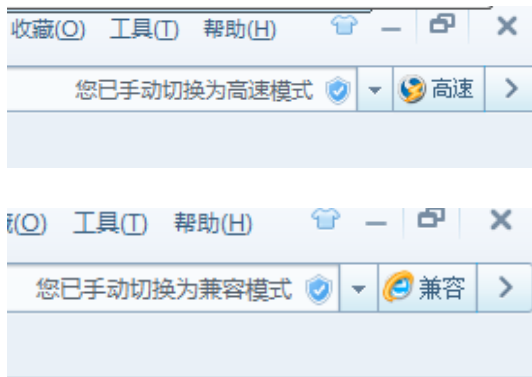 收藏(O) 工具(T) 帮助(H)
您已手动切换为高速模式 高速
(O) 工具(T) 帮助(H)
您已手动切换为兼容模式 兼容